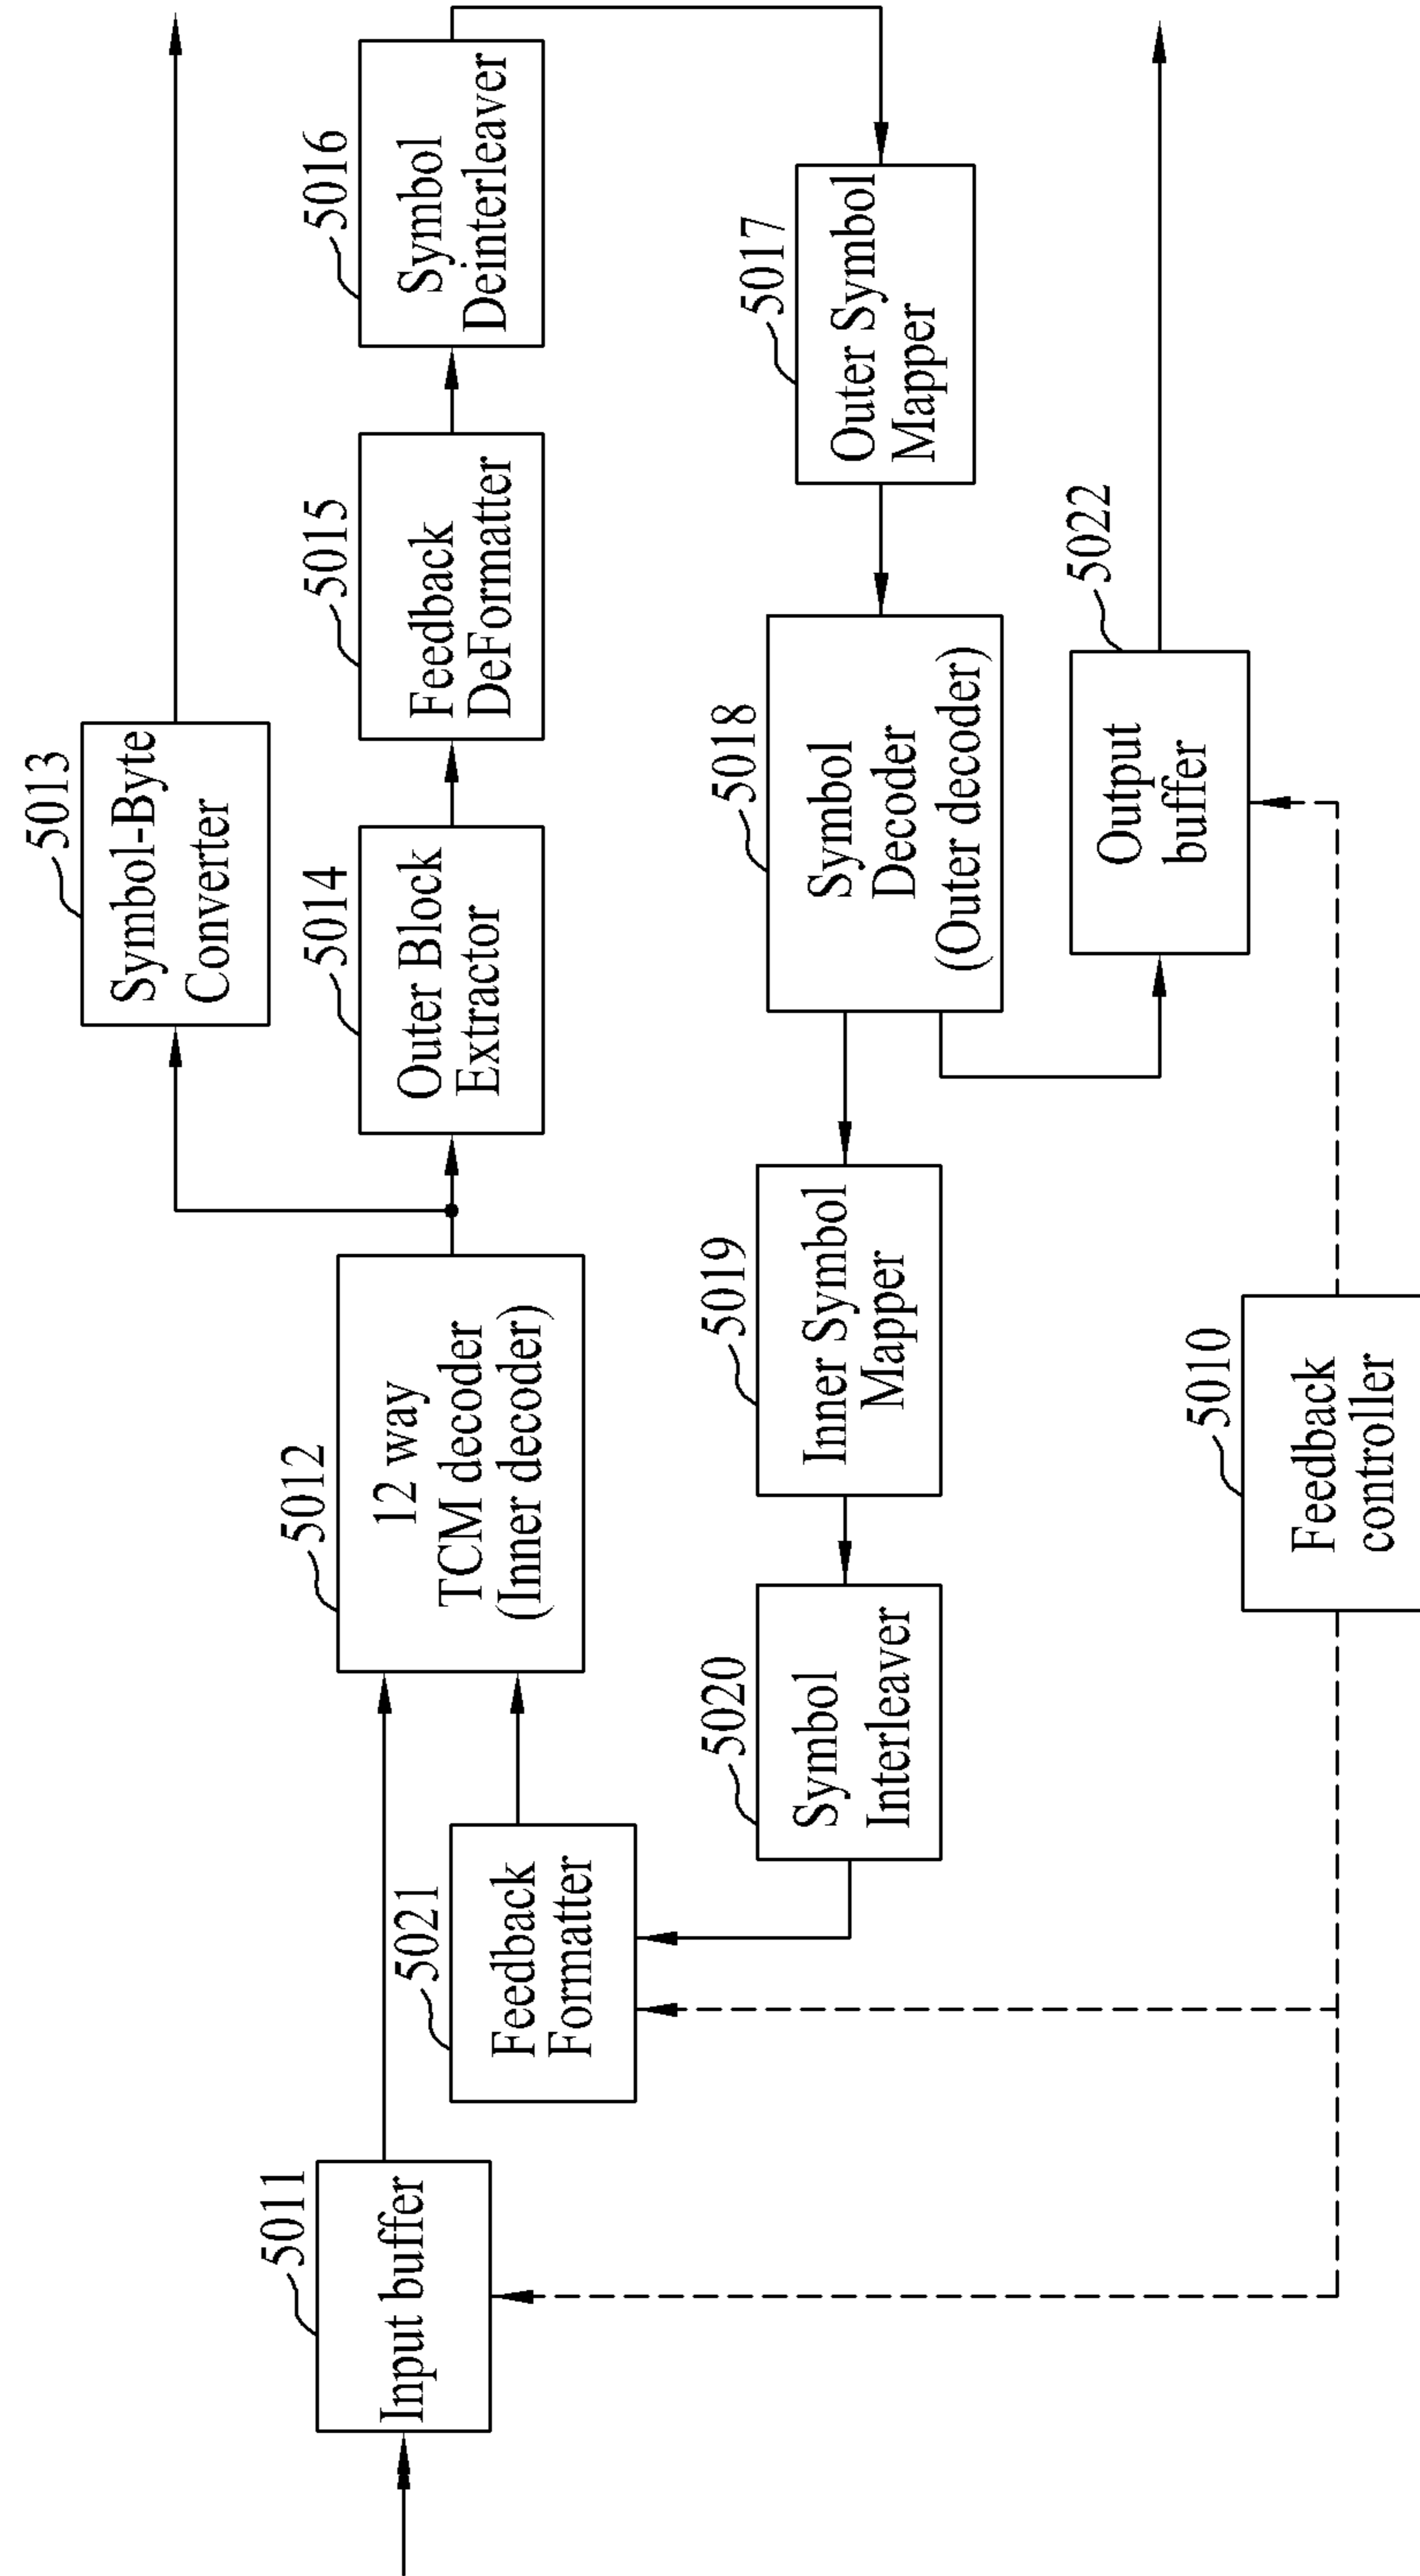 5013
Symbol-Byte
Converter
5011
Input buffer
5012
12 way
TCM decoder
(Inner decoder)
5014
Outer Block
Extractor
5015
Feedback
DeFormatter
5016
Symbol
Deinterleaver
5021
Feedback
Formatter
5020
Symbol
Interleaver
5019
Inner Symbol
Mapper
5018
Symbol
Decoder
(Outer decoder)
5017
Outer Symbol
Mapper
5022
Output
buffer
5010
Feedback
controller